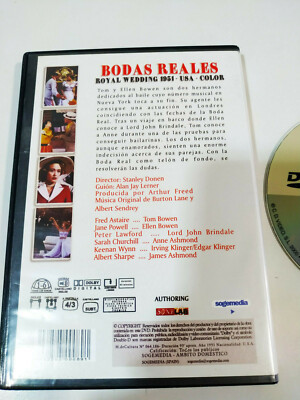 BODAS REALES
ROYAL WEDDING 1951 - USA - COLOR
Tom y Ellen Bowen son dos hermanos
dedicados al baile cuyo número musical en
Nueva York toca a su fin. Su agente les
consigue una actuación en Londres
coincidiendo con las fechas de la Boda
Real. Tras un viaje en barco donde Ellen
conoce a Lord John Brindale, Tom conoce
a Anne durante una de las pruebas para
conseguir bailarinas. Los dos hermanos,
aunque enamorados, sienten una enorme
indecisión acerca de sus parejas. Con la
Boda Real como telón de fondo, se
resolverán las dudas.
Director: Stanley Donen
Guión: Alan Jay Lerner
Producida por Arthur Freed
Música Original de Burton Lane y
Albert Sendrey
Fred Astaire .... Tom Bowen
Jane Powell .... Ellen Bowen
Peter Lawford .... Lord John Brindale
Sarah Churchill .... Anne Ashmond
Keenan Wynn .... Irving Klinger/Edgar Klinger
Albert Sharpe .... James Ashmond
DOLBY
DIGITAL
4/3
SUBT.
AUTHORING
sogemedia
SOGEMEDIA - AMBITO DOMÉSTICO